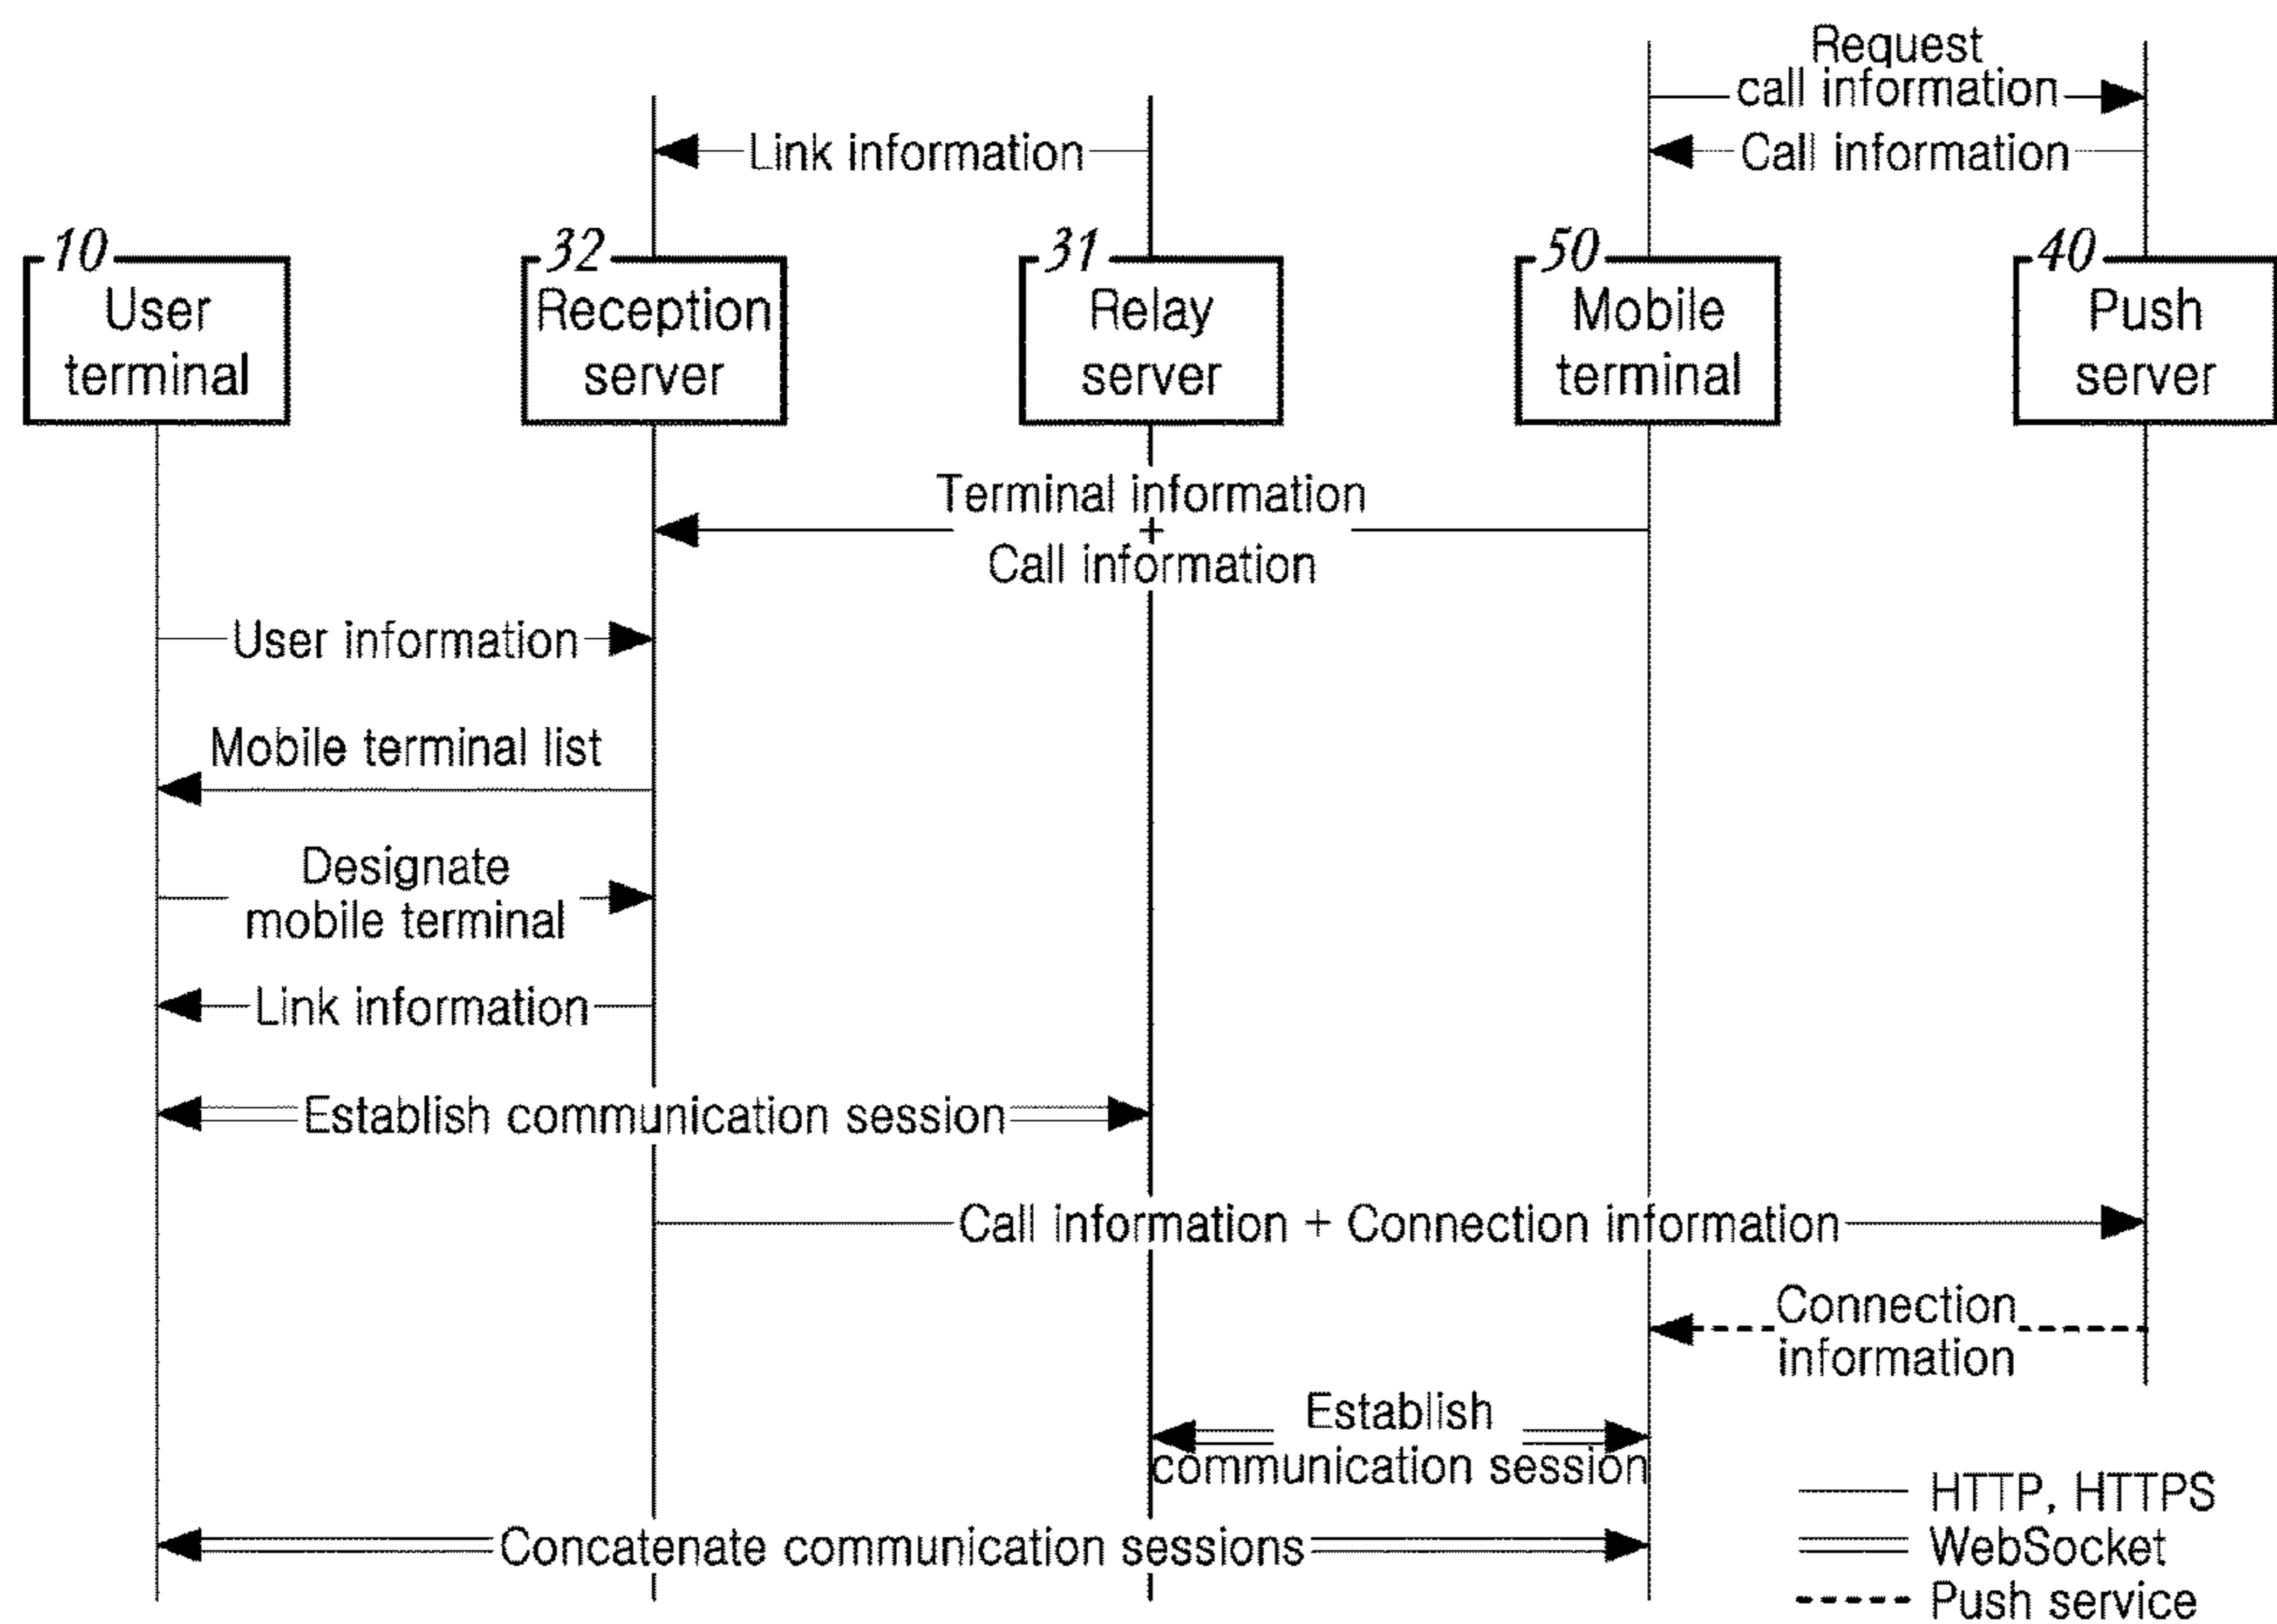 Request
call information
Link information
Call information
10
User
terminal
32
Reception
server
31
Relay
server
50
Mobile
terminal
40
Push
server
Terminal information
+
Call information
User information
Mobile terminal list
Designate
mobile terminal
Link information
Establish communication session
Call information + Connection information
Connection
information
Establish
communication session
Concatenate communication sessions
HTTP, HTTPS
WebSocket
Push service